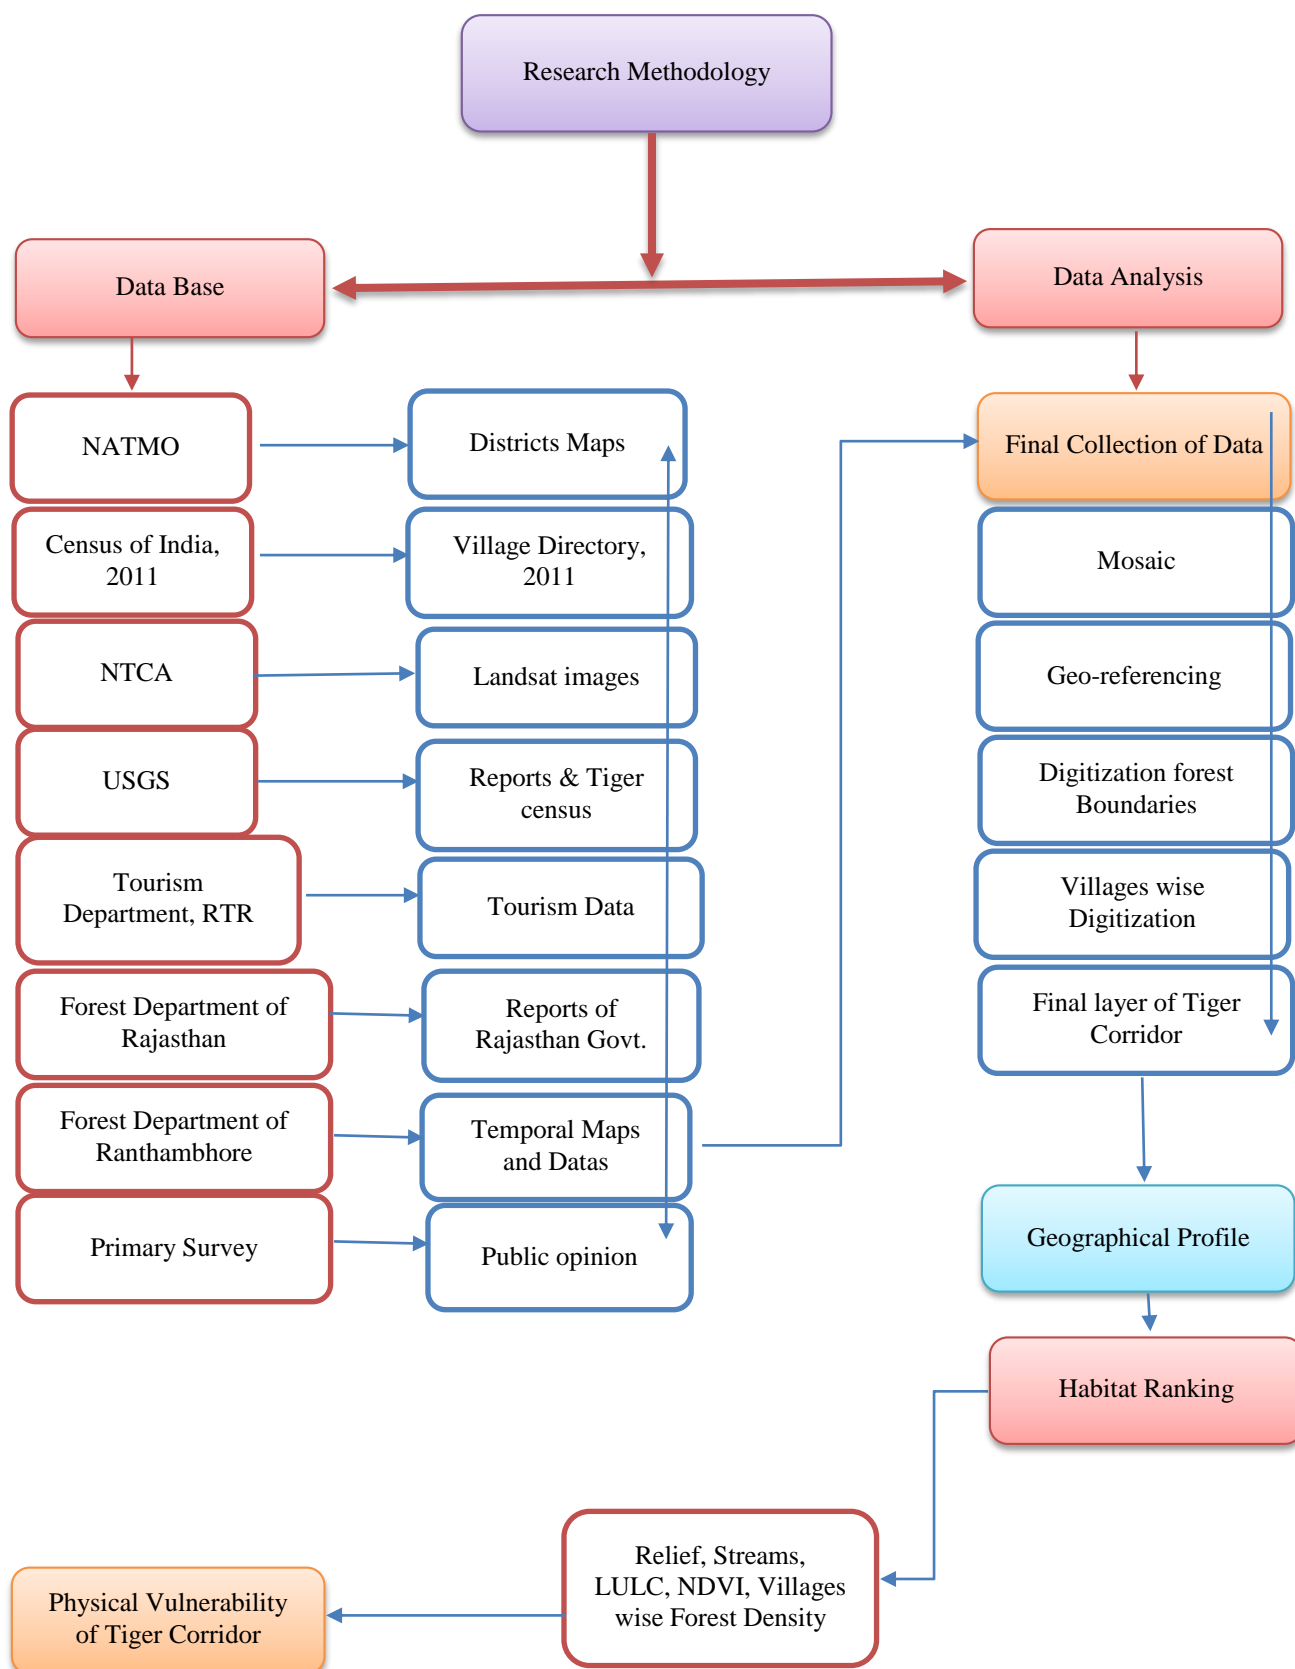 Research Methodology
Data Base
Data Analysis
NATMO
Districts Maps
Census of India,
2011
Village Directory,
2011
NTCA
Landsat images
USGS
Reports & Tiger
census
Tourism
Department, RTR
Tourism Data
Forest Department of
Rajasthan
Reports of
Rajasthan Govt.
Forest Department of
Ranthambhore
Temporal Maps
and Datas
Primary Survey
Public opinion
Final Collection of Data
Mosaic
Geo-referencing
Digitization forest
Boundaries
Villages wise
Digitization
Final layer of Tiger
Corridor
Geographical Profile
Habitat Ranking
Relief, Streams,
LULC, NDVI, Villages
wise Forest Density
Physical Vulnerability
of Tiger Corridor